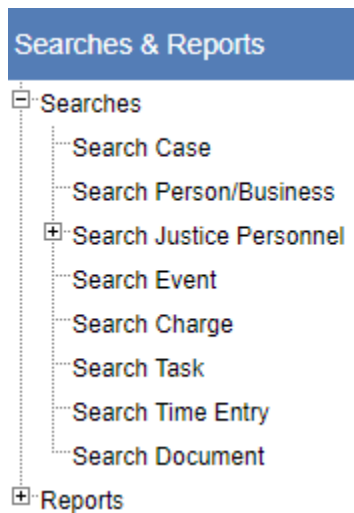 Searches & Reports
Searches
Search Case
Search Person/Business
Search Justice Personnel
Search Event
Search Charge
Search Task
Search Time Entry
Search Document
Reports